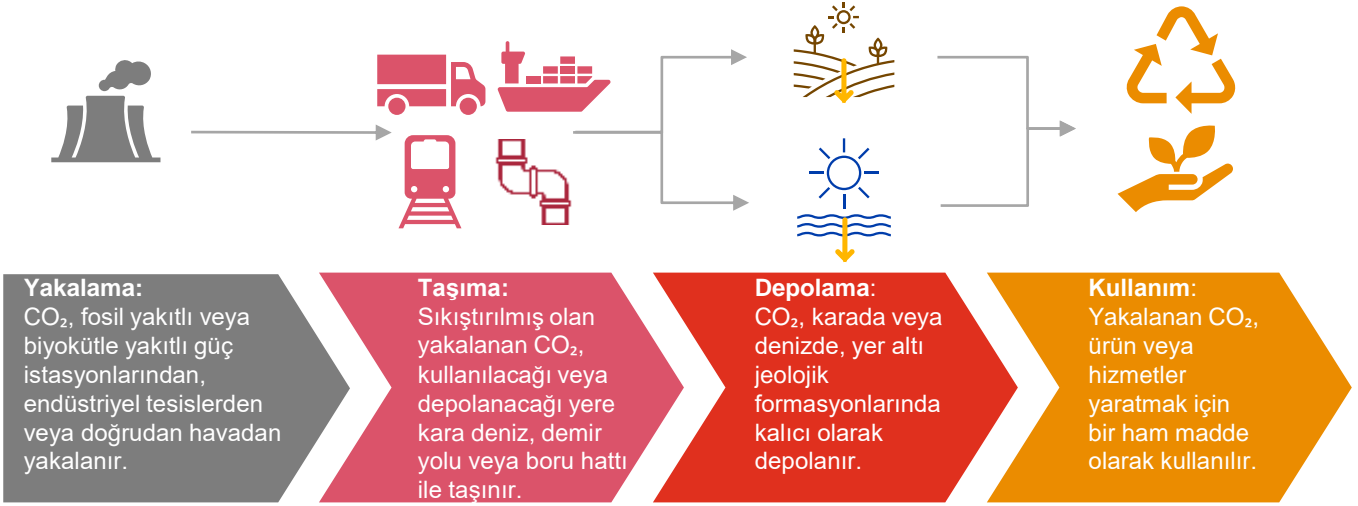 Yakalama:
CO₂, fosil yakıtlı veya
biyokütle yakıtlı güç
istasyonlarından,
endüstriyel tesislerden
veya doğrudan havadan
yakalanır.
Taşıma:
Sıkıştırılmış olan
yakalanan CO₂,
kullanılacağı veya
depolanacağı yere
kara deniz, demir
yolu veya boru hattı
ile taşınır.
Depolama:
CO₂, karada veya
denizde, yer altı
jeolojik
formasyonlarında
kalıcı olarak
depolanır.
Kullanım:
Yakalanan CO₂,
ürün veya
hizmetler
yaratmak için
bir ham madde
olarak kullanılır.